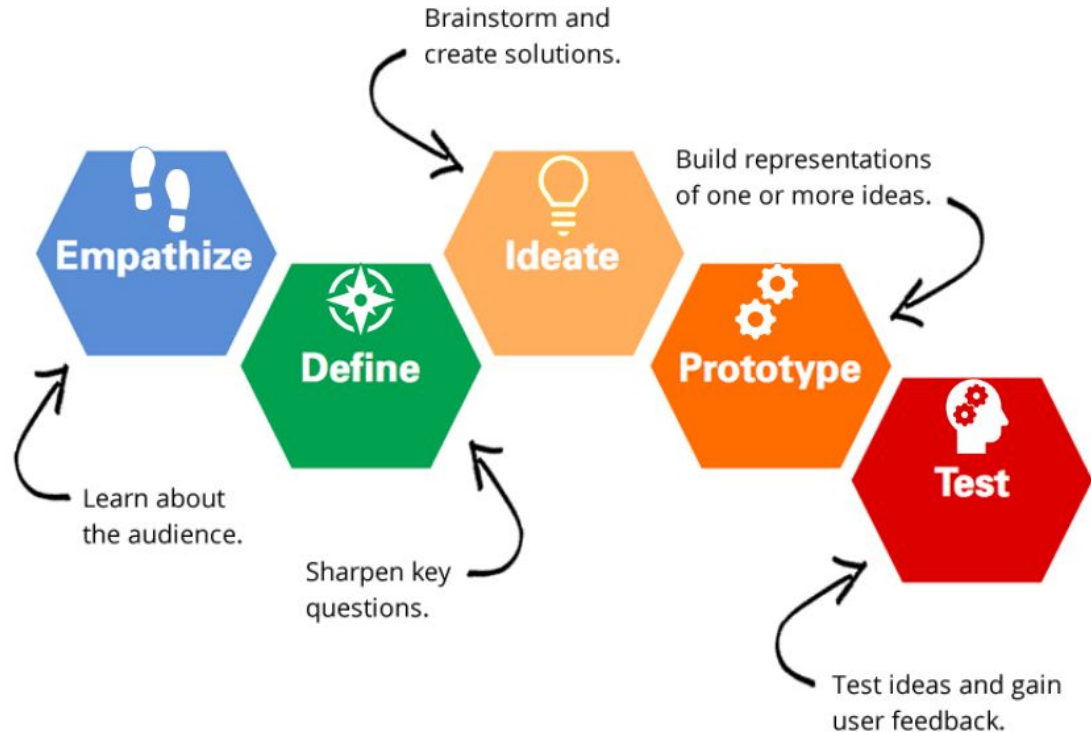 Brainstorm and
create solutions.
Empathize
Ideate
Build representations
of one or more ideas.
Define
Prototype
Test
Learn about
the audience.
Sharpen key
questions.
Test ideas and gain
user feedback.